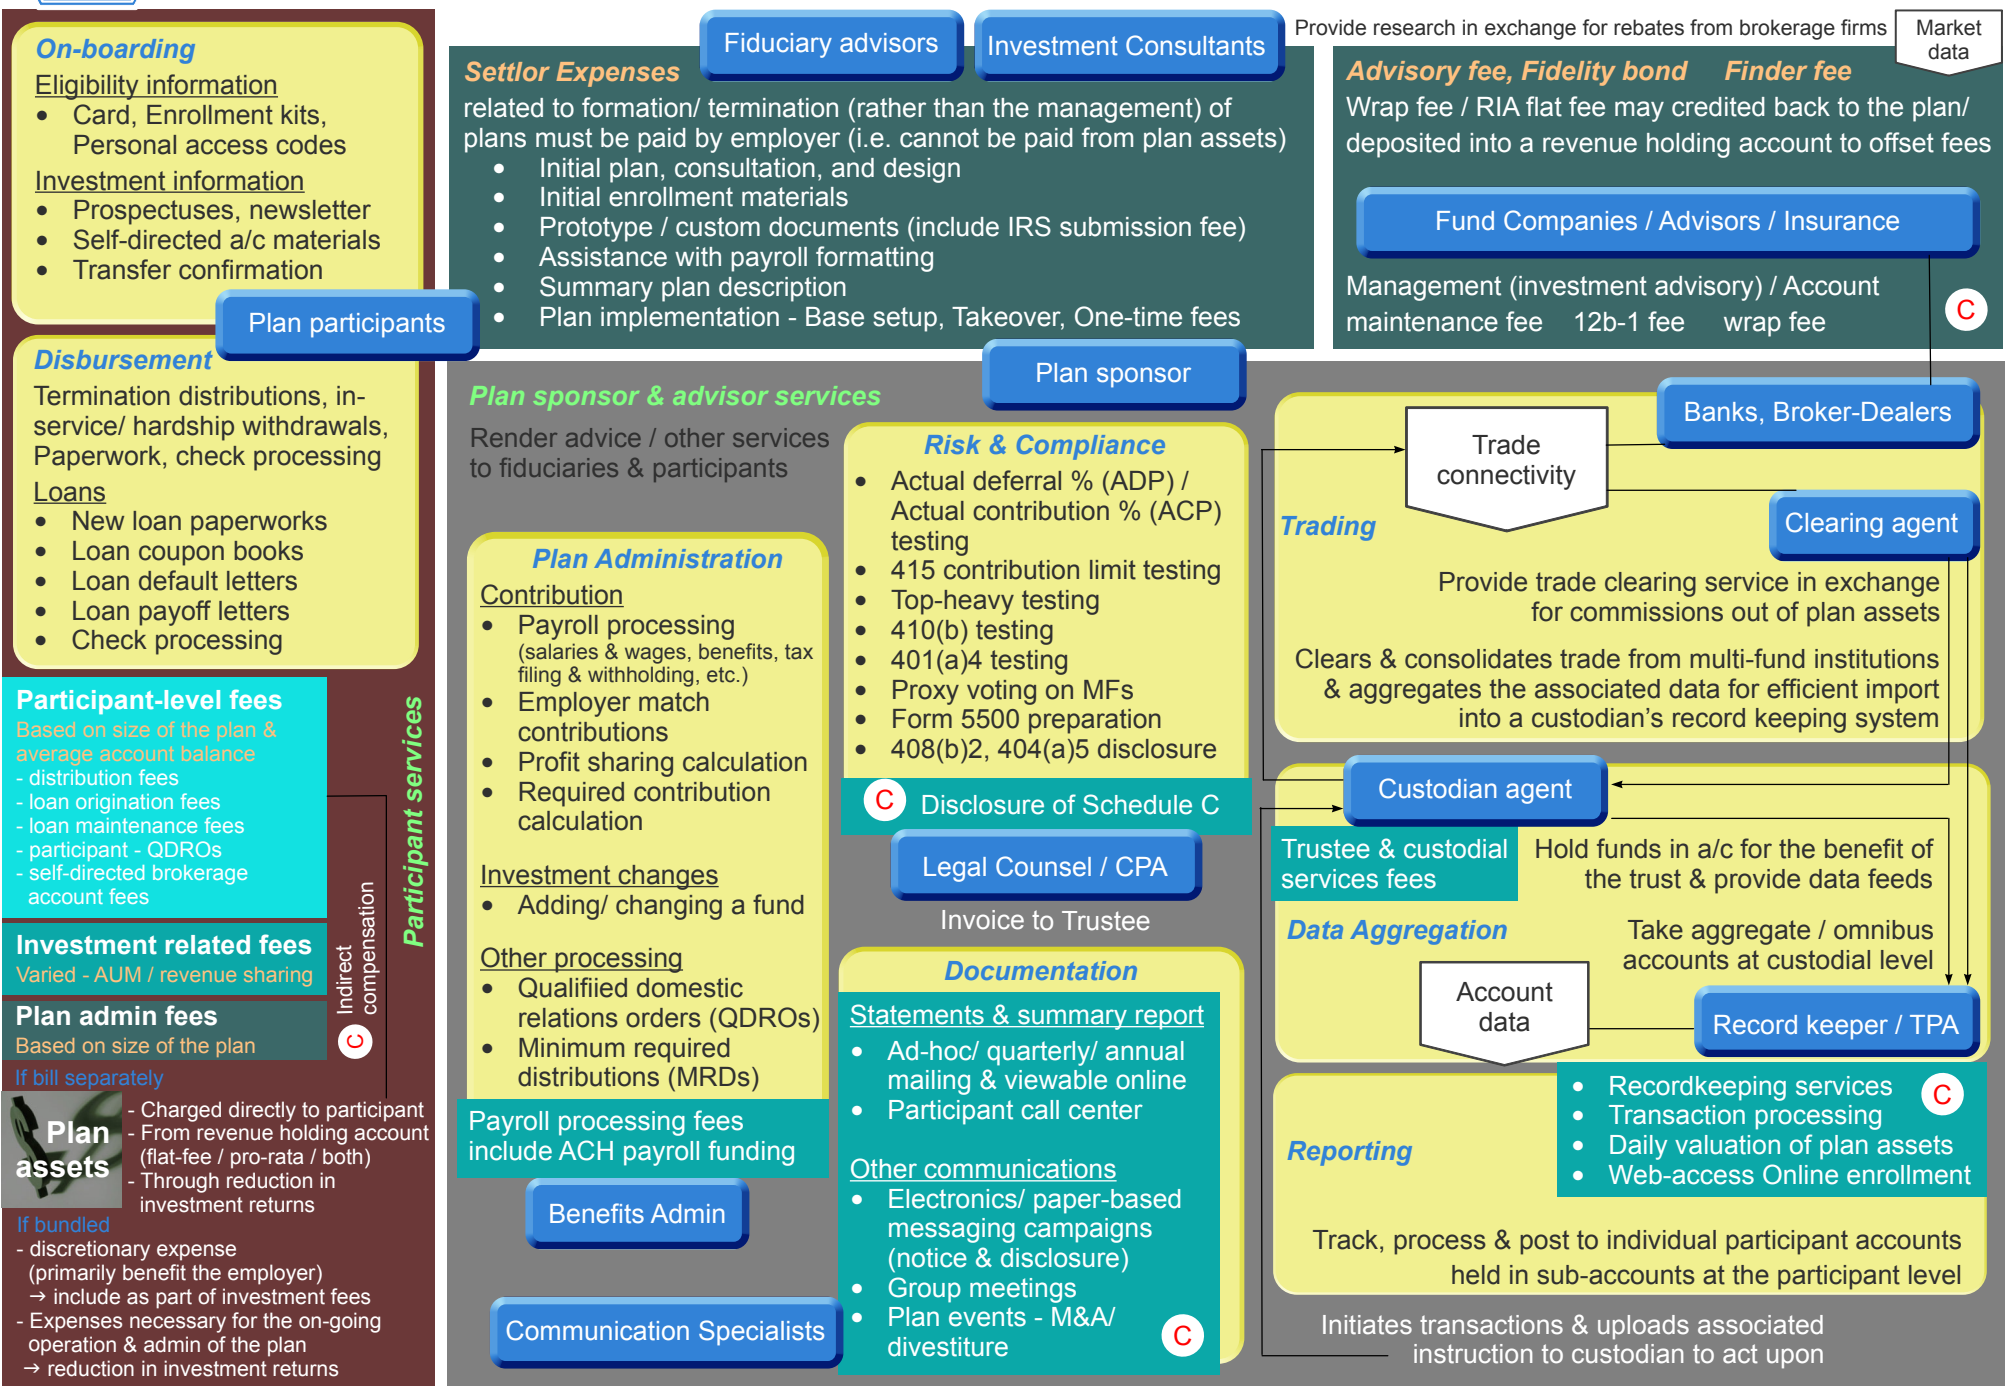 On-boarding
Eligibility information
• Card, Enrollment kits,
Personal access codes
Investment information
• Prospectuses, newsletter
• Self-directed a/c materials
• Transfer confirmation
Plan participants
Disbursement
Termination distributions, in-
service/ hardship withdrawals,
Paperwork, check processing
Loans
• New loan paperworks
• Loan coupon books
• Loan default letters
• Loan payoff letters
• Check processing
Participant-level fees
Based on size of the plan &
average account balance
- distribution fees
- loan origination fees
- loan maintenance fees
- participant - QDROs
- self-directed brokerage
account fees
Investment related fees
Varied - AUM / revenue sharing
Plan admin fees
Based on size of the plan
Participant services
Indirect
compensation
C
If bill separately
Plan
assets
- Charged directly to participant
- From revenue holding account
(flat-fee / pro-rata / both)
- Through reduction in
investment returns
If bundled
- discretionary expense
(primarily benefit the employer)
→ include as part of investment fees
- Expenses necessary for the on-going
operation & admin of the plan
→ reduction in investment returns
Fiduciary advisors
Investment Consultants
Settlor Expenses
related to formation/ termination (rather than the management) of
plans must be paid by employer (i.e. cannot be paid from plan assets)
• Initial plan, consultation, and design
• Initial enrollment materials
• Prototype / custom documents (include IRS submission fee)
• Assistance with payroll formatting
• Summary plan description
• Plan implementation - Base setup, Takeover, One-time fees
Provide research in exchange for rebates from brokerage firms
Market
data
Advisory fee, Fidelity bond Finder fee
Wrap fee / RIA flat fee may credited back to the plan/
deposited into a revenue holding account to offset fees
Fund Companies / Advisors / Insurance
Management (investment advisory) / Account
maintenance fee 12b-1 fee wrap fee
C
Plan sponsor
Plan sponsor & advisor services
Render advice / other services
to fiduciaries & participants
Plan Administration
Contribution
• Payroll processing
(salaries & wages, benefits, tax
filing & withholding, etc.)
• Employer match
contributions
• Profit sharing calculation
• Required contribution
calculation
Investment changes
• Adding/ changing a fund
Other processing
• Qualifiied domestic
relations orders (QDROs)
• Minimum required
distributions (MRDs)
Payroll processing fees
include ACH payroll funding
Benefits Admin
Communication Specialists
Risk & Compliance
• Actual deferral % (ADP) /
Actual contribution % (ACP)
testing
• 415 contribution limit testing
• Top-heavy testing
• 410(b) testing
• 401(a)4 testing
• Proxy voting on MFs
• Form 5500 preparation
• 408(b)2, 404(a)5 disclosure
C Disclosure of Schedule C
Legal Counsel / CPA
Invoice to Trustee
Documentation
Statements & summary report
• Ad-hoc/ quarterly/ annual
mailing & viewable online
• Participant call center
Other communications
• Electronics/ paper-based
messaging campaigns
(notice & disclosure)
• Group meetings
• Plan events - M&A/
divestiture
C
Banks, Broker-Dealers
Trade
connectivity
Clearing agent
Trading
Provide trade clearing service in exchange
for commissions out of plan assets
Clears & consolidates trade from multi-fund institutions
& aggregates the associated data for efficient import
into a custodian's record keeping system
Custodian agent
Trustee & custodial
services fees
Hold funds in a/c for the benefit of
the trust & provide data feeds
Data Aggregation
Take aggregate / omnibus
accounts at custodial level
Account
data
Record keeper / TPA
• Recordkeeping services
• Transaction processing
• Daily valuation of plan assets
• Web-access Online enrollment
C
Reporting
Track, process & post to individual participant accounts
held in sub-accounts at the participant level
Initiates transactions & uploads associated
instruction to custodian to act upon